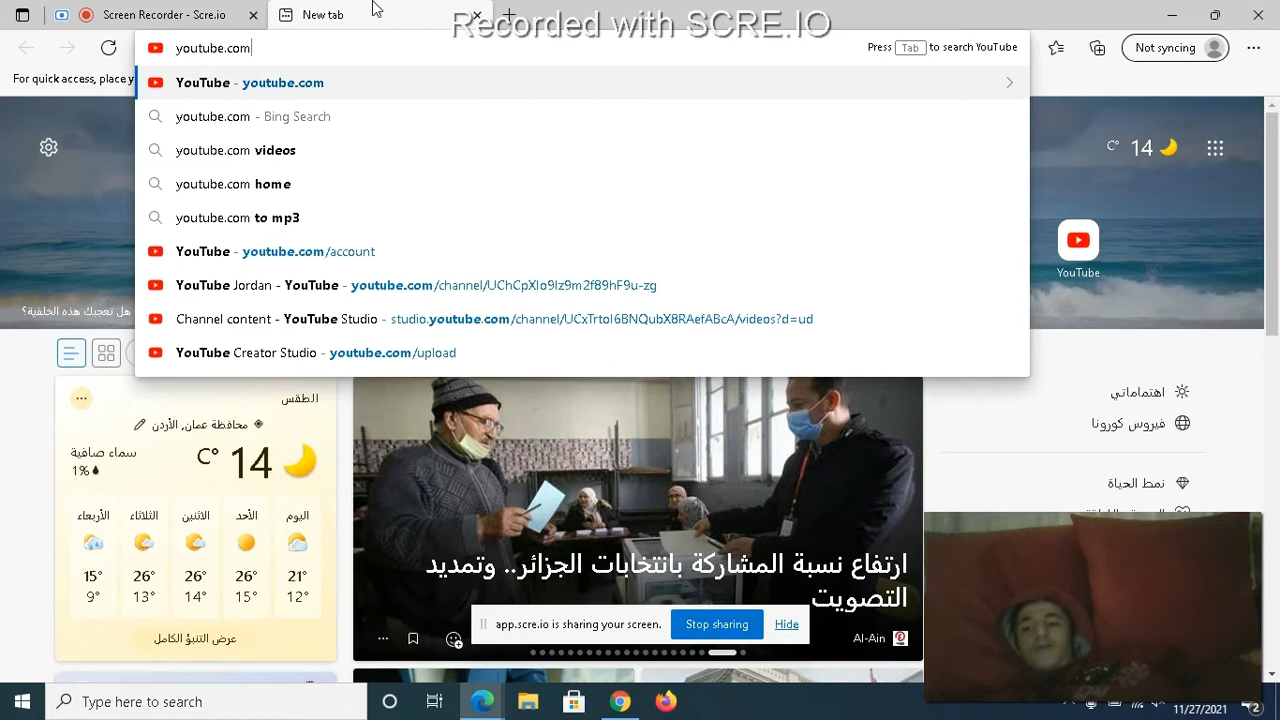 Screen Recording - Scre.io
New tab
Recorded with SCRE.IO
youtube.com
Press Tab to search YouTube
Not syncing
For quick access, place y
YouTube - youtube.com
youtube.com - Bing Search
youtube.com videos
youtube.com home
youtube.com to mp3
YouTube - youtube.com/account
YouTube Jordan - YouTube - youtube.com/channel/UChCpXlo9Iz9m2f89hF9u-zg
Channel content - YouTube Studio - studio.youtube.com/channel/UCxTrtoI6BNQubX8RAefABcA/videos?d=ud
YouTube Creator Studio - youtube.com/upload
C° 14
YouTube
هل تعجبك هذه الخلفية؟
الطقس
محافظة عمان, الأردن
سماء صافية
1%
C° 14
اليوم
الأحد
الاثنين
الثلاثاء
الأربعاء
21° 26° 26° 26° 15°
12° 15° 14° 13° 9°
عرض التنبؤ الكامل
ارتفاع نسبة المشاركة بانتخابات الجزائر.. وتمديد
التصويت
Al-Ain
اهتماماتي
فيروس كورونا
نمط الحياة
app.scre.io is sharing your screen.
Stop sharing
Hide
Type here to search
11/27/2021
2